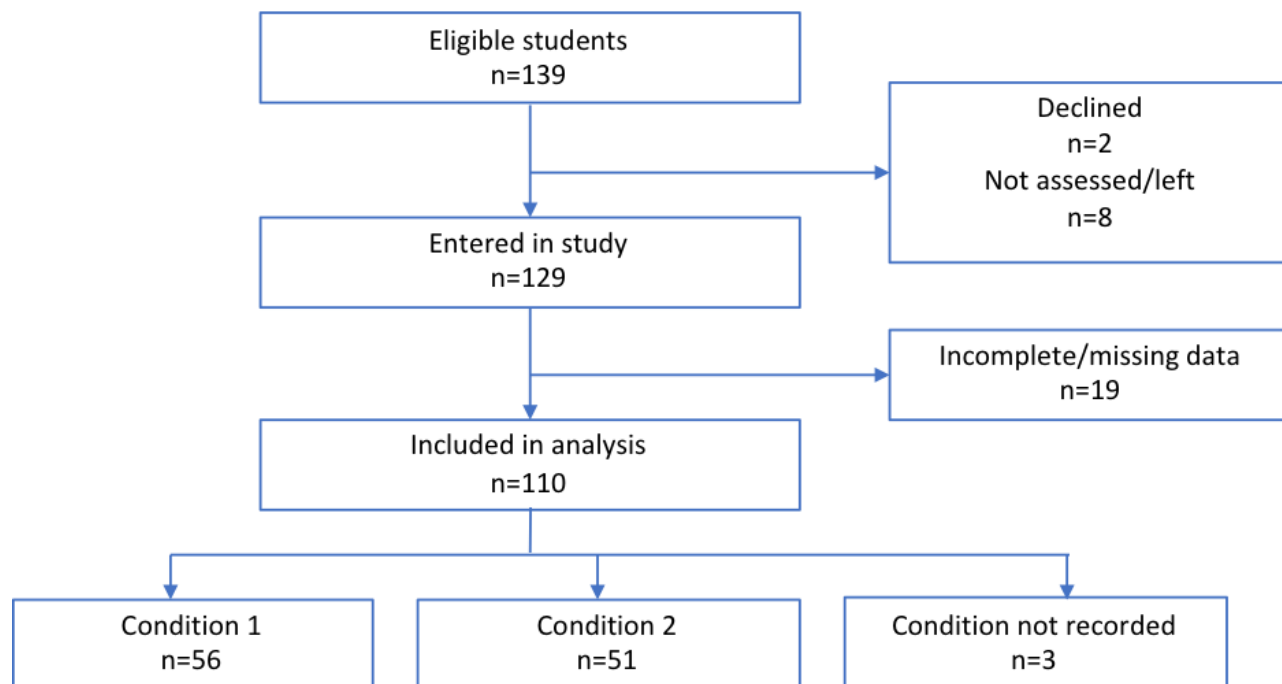 Eligible students
n=139
Declined
n=2
Not assessed/left
n=8
Entered in study
n=129
Incomplete/missing data
n=19
Included in analysis
n=110
Condition 1
n=56
Condition 2
n=51
Condition not recorded
n=3